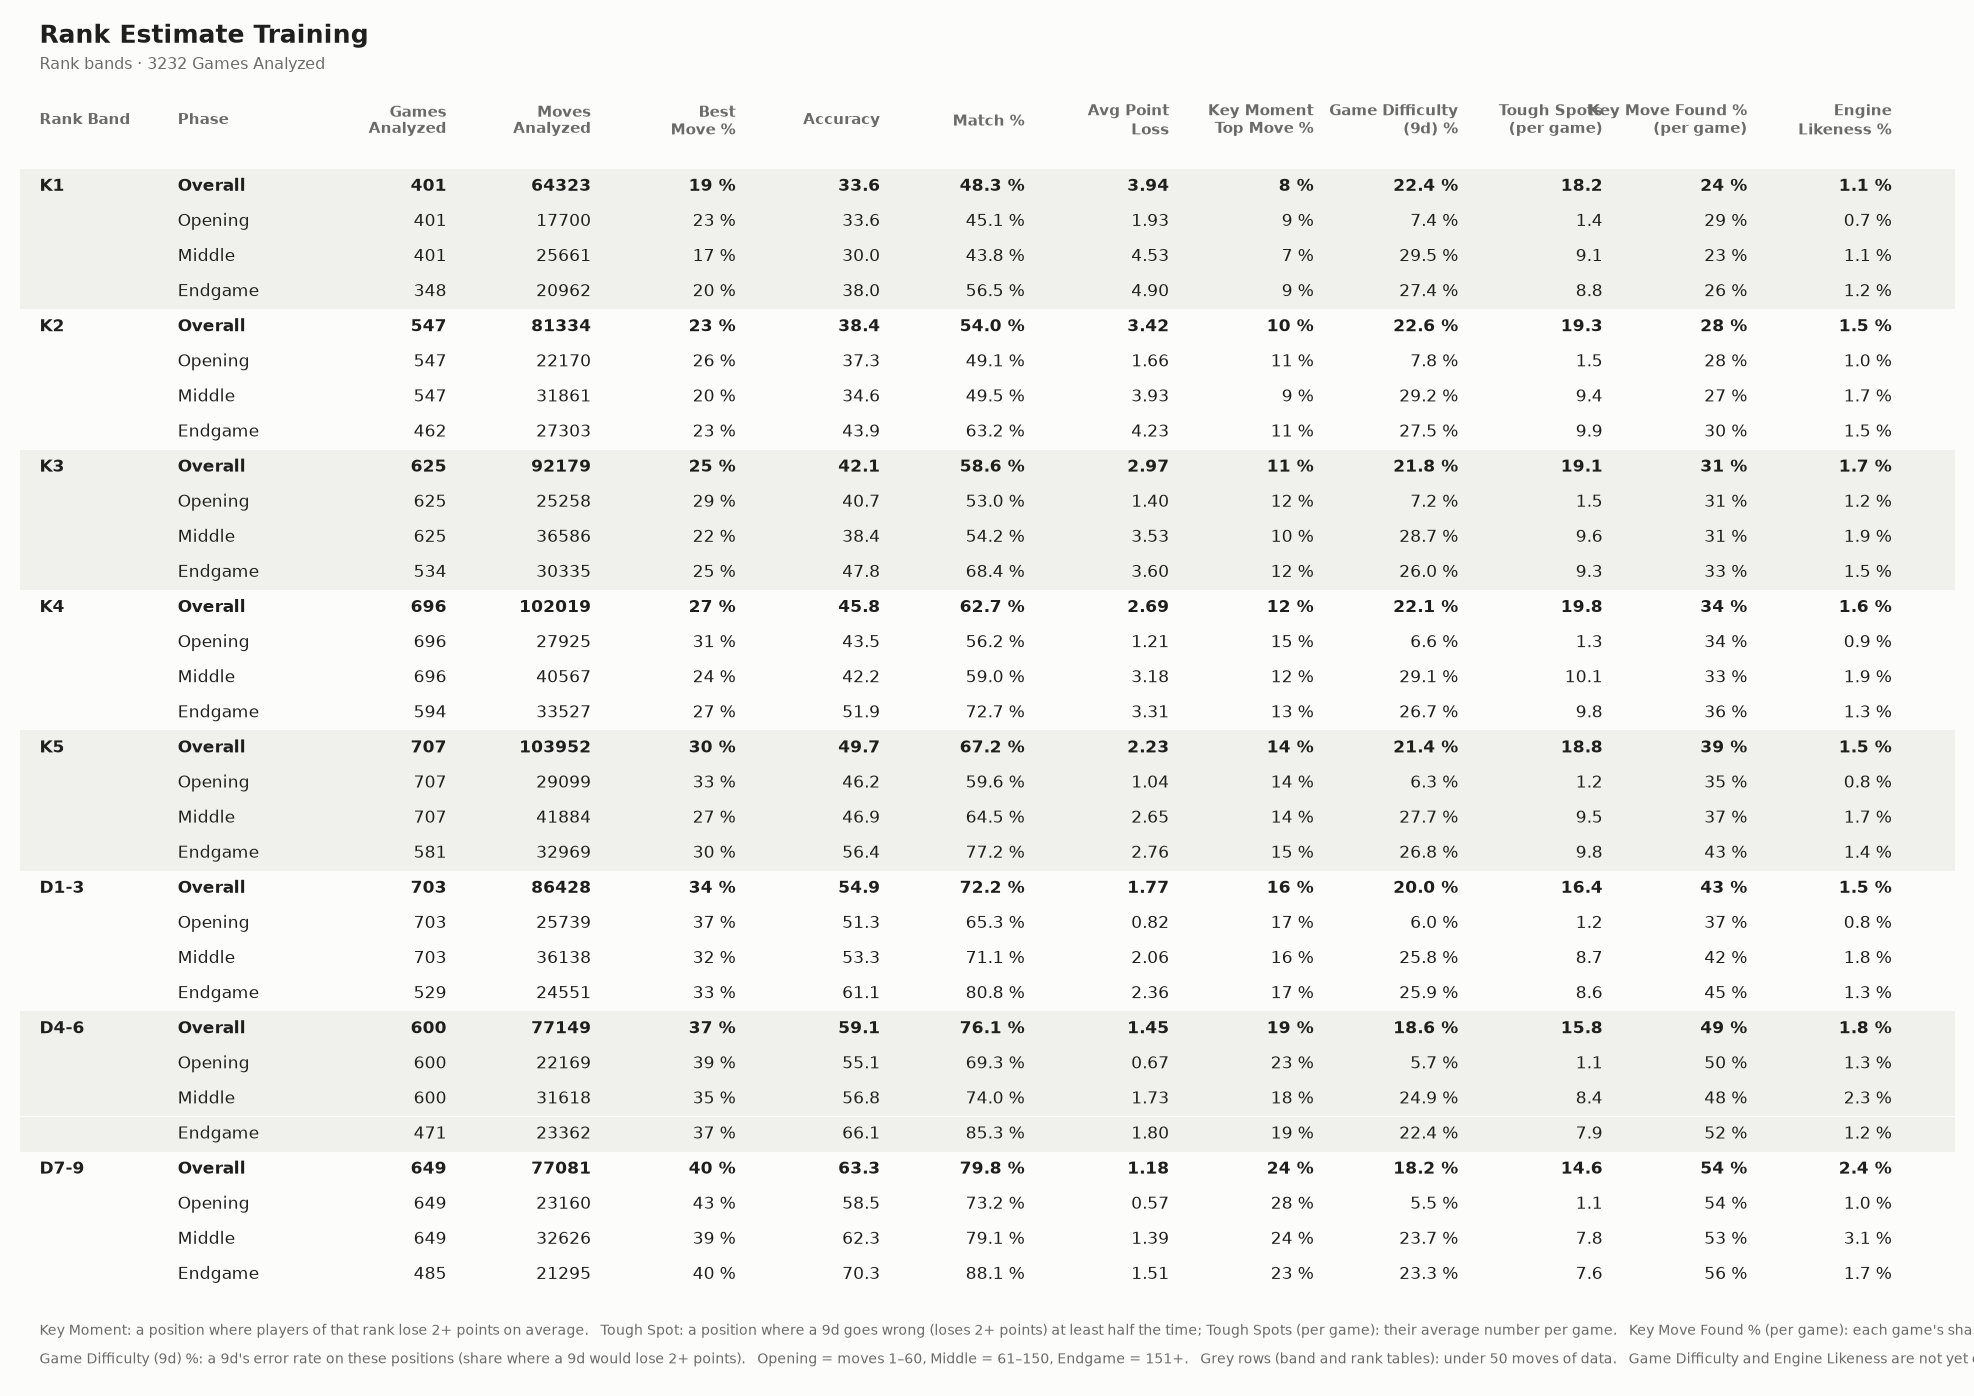 Rank Estimate Training
Rank bands · 3232 Games Analyzed
Rank Band Phase Games Analyzed Moves Analyzed Best Move % Accuracy Match % Avg Point Loss Key Moment Top Move % Game Difficulty (9d) % Tough Spots (per game) Key Move Found % (per game) Engine Likeness %
K1 Overall 401 64323 19 % 33.6 48.3 % 3.94 8 % 22.4 % 18.2 24 % 1.1 %
Opening 401 17700 23 % 33.6 45.1 % 1.93 9 % 7.4 % 1.4 29 % 0.7 %
Middle 401 25661 17 % 30.0 43.8 % 4.53 7 % 29.5 % 9.1 23 % 1.1 %
Endgame 348 20962 20 % 38.0 56.5 % 4.90 9 % 27.4 % 8.8 26 % 1.2 %
K2 Overall 547 81334 23 % 38.4 54.0 % 3.42 10 % 22.6 % 19.3 28 % 1.5 %
Opening 547 22170 26 % 37.3 49.1 % 1.66 11 % 7.8 % 1.5 28 % 1.0 %
Middle 547 31861 20 % 34.6 49.5 % 3.93 9 % 29.2 % 9.4 27 % 1.7 %
Endgame 462 27303 23 % 43.9 63.2 % 4.23 11 % 27.5 % 9.9 30 % 1.5 %
K3 Overall 625 92179 25 % 42.1 58.6 % 2.97 11 % 21.8 % 19.1 31 % 1.7 %
Opening 625 25258 29 % 40.7 53.0 % 1.40 12 % 7.2 % 1.5 31 % 1.2 %
Middle 625 36586 22 % 38.4 54.2 % 3.53 10 % 28.7 % 9.6 31 % 1.9 %
Endgame 534 30335 25 % 47.8 68.4 % 3.60 12 % 26.0 % 9.3 33 % 1.5 %
K4 Overall 696 102019 27 % 45.8 62.7 % 2.69 12 % 22.1 % 19.8 34 % 1.6 %
Opening 696 27925 31 % 43.5 56.2 % 1.21 15 % 6.6 % 1.3 34 % 0.9 %
Middle 696 40567 24 % 42.2 59.0 % 3.18 12 % 29.1 % 10.1 33 % 1.9 %
Endgame 594 33527 27 % 51.9 72.7 % 3.31 13 % 26.7 % 9.8 36 % 1.3 %
K5 Overall 707 103952 30 % 49.7 67.2 % 2.23 14 % 21.4 % 18.8 39 % 1.5 %
Opening 707 29099 33 % 46.2 59.6 % 1.04 14 % 6.3 % 1.2 35 % 0.8 %
Middle 707 41884 27 % 46.9 64.5 % 2.65 14 % 27.7 % 9.5 37 % 1.7 %
Endgame 581 32969 30 % 56.4 77.2 % 2.76 15 % 26.8 % 9.8 43 % 1.4 %
D1-3 Overall 703 86428 34 % 54.9 72.2 % 1.77 16 % 20.0 % 16.4 43 % 1.5 %
Opening 703 25739 37 % 51.3 65.3 % 0.82 17 % 6.0 % 1.2 37 % 0.8 %
Middle 703 36138 32 % 53.3 71.1 % 2.06 16 % 25.8 % 8.7 42 % 1.8 %
Endgame 529 24551 33 % 61.1 80.8 % 2.36 17 % 25.9 % 8.6 45 % 1.3 %
D4-6 Overall 600 77149 37 % 59.1 76.1 % 1.45 19 % 18.6 % 15.8 49 % 1.8 %
Opening 600 22169 39 % 55.1 69.3 % 0.67 23 % 5.7 % 1.1 50 % 1.3 %
Middle 600 31618 35 % 56.8 74.0 % 1.73 18 % 24.9 % 8.4 48 % 2.3 %
Endgame 471 23362 37 % 66.1 85.3 % 1.80 19 % 22.4 % 7.9 52 % 1.2 %
D7-9 Overall 649 77081 40 % 63.3 79.8 % 1.18 24 % 18.2 % 14.6 54 % 2.4 %
Opening 649 23160 43 % 58.5 73.2 % 0.57 28 % 5.5 % 1.1 54 % 1.0 %
Middle 649 32626 39 % 62.3 79.1 % 1.39 24 % 23.7 % 7.8 53 % 3.1 %
Endgame 485 21295 40 % 70.3 88.1 % 1.51 23 % 23.3 % 7.6 56 % 1.7 %
Key Moment: a position where players of that rank lose 2+ points on average. Tough Spot: a position where a 9d goes wrong (loses 2+ points) at least half the time; Tough Spots (per game): their average number per game. Key Move Found % (per game): each game's
Game Difficulty (9d) %: a 9d's error rate on these positions (share where a 9d would lose 2+ points). Opening = moves 1–60, Middle = 61–150, Endgame = 151+. Grey rows (band and rank tables): under 50 moves of data. Game Difficulty and Engine Likeness are not yet